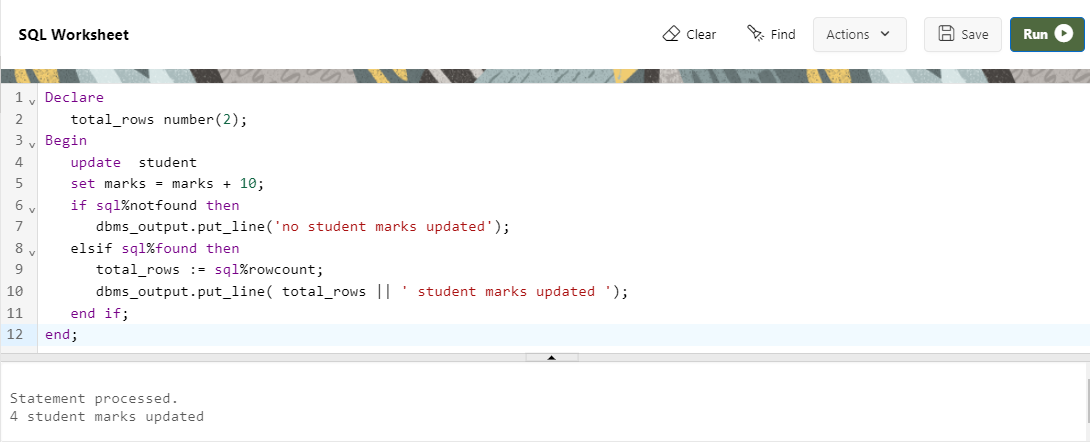 SQL Worksheet Clear Find Actions Save Run
1 Declare
2    total_rows number(2);
3 Begin
4    update  student
5    set marks = marks + 10;
6    if sql%notfound then
7       dbms_output.put_line('no student marks updated');
8    elsif sql%found then
9       total_rows := sql%rowcount;
10       dbms_output.put_line( total_rows || ' student marks updated ');
11    end if;
12 end;
Statement processed.
4 student marks updated